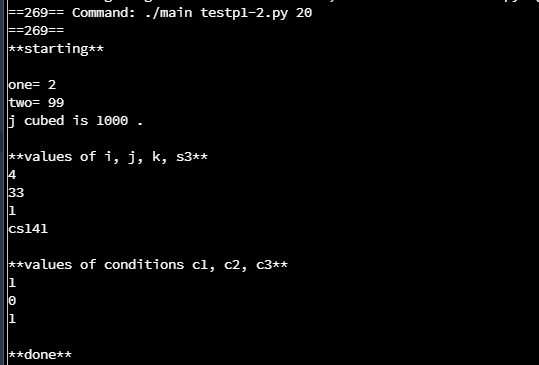 ==269== Command: ./main testp1-2.py 20
==269==
**starting**
one= 2
two= 99
j cubed is 1000 .
**values of i, j, k, s3**
4
33
1
cs141
**values of conditions c1, c2, c3**
1
0
1
**done**